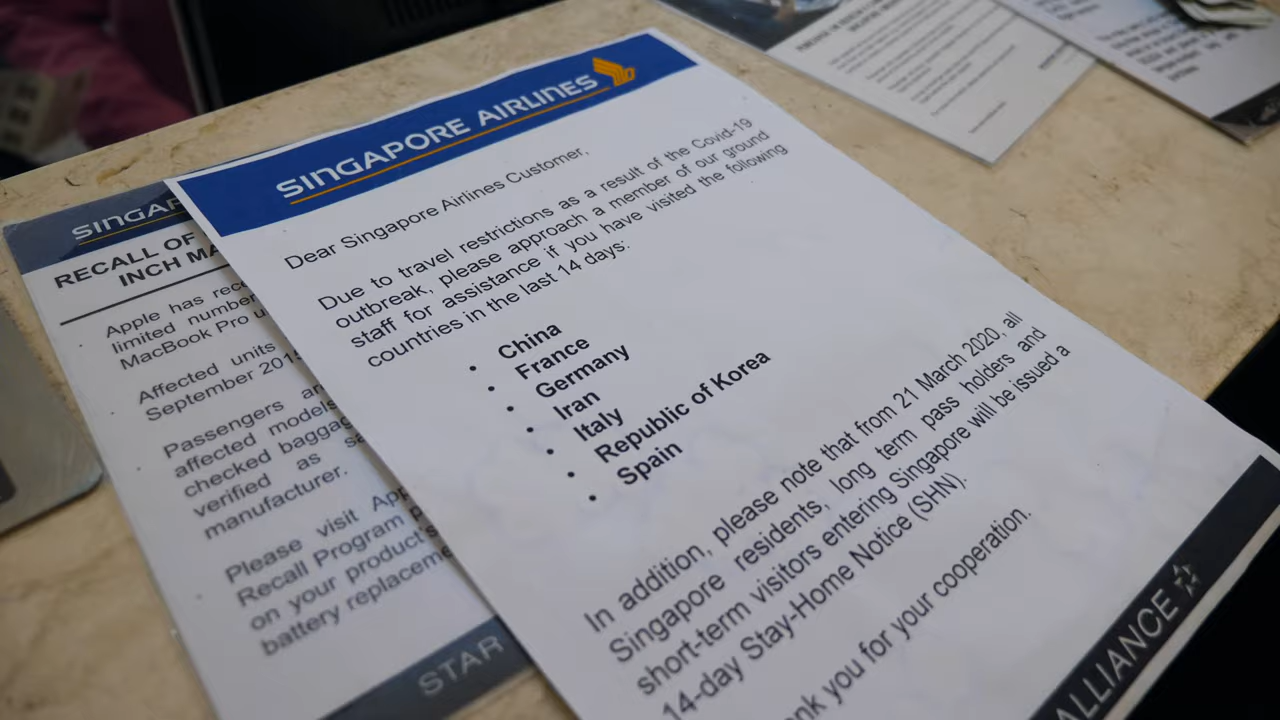 SINGAPORE AIRLINES
Dear Singapore Airlines Customer,
Due to travel restrictions as a result of the Covid-19
outbreak, please approach a member of our ground
staff for assistance if you have visited the following
countries in the last 14 days:
• China
• France
• Germany
• Iran
• Italy
• Republic of Korea
• Spain
In addition, please note that from 21 March 2020, all
Singapore residents, long term pass holders and
short-term visitors entering Singapore will be issued a
14-day Stay-Home Notice (SHN).
you for your cooperation.
ALLIANCE
SINGAP
RECALL OF
INCH MA
Apple has rece
limited number
MacBook Pro u
Affected units
September 2015
Passengers
affected models
checked baggag
verified as sa
manufacturer.
Please visit App
Recall Program p
on your product's
battery replaceme
STAR